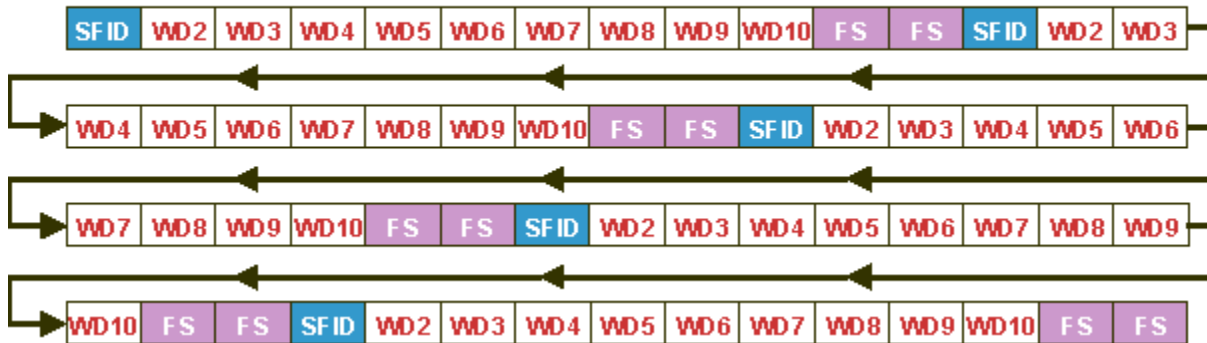 SFID WD2 WD3 WD4 WD5 WD6 WD7 WD8 WD9 WD10 FS FS SFID WD2 WD3
WD4 WD5 WD6 WD7 WD8 WD9 WD10 FS FS SFID WD2 WD3 WD4 WD5 WD6
WD7 WD8 WD9 WD10 FS FS SFID WD2 WD3 WD4 WD5 WD6 WD7 WD8 WD9
WD10 FS FS SFID WD2 WD3 WD4 WD5 WD6 WD7 WD8 WD9 WD10 FS FS